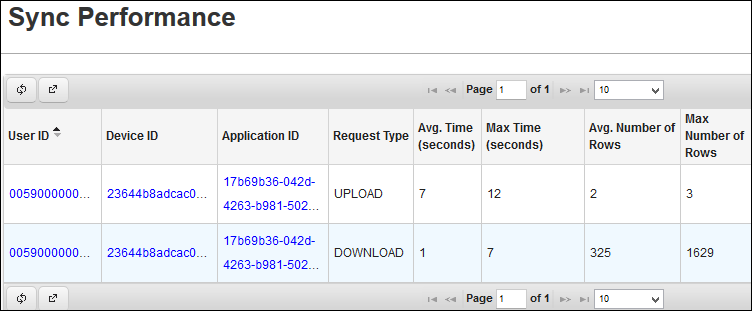 Sync Performance
Page 1 of 1 10
User ID Device ID Application ID Request Type Avg. Time (seconds) Max Time (seconds) Avg. Number of Rows Max Number of Rows
0059000000... 23644b8adcac0... 17b69b36-042d-4263-b981-502... UPLOAD 7 12 2 3
0059000000... 23644b8adcac0... 17b69b36-042d-4263-b981-502... DOWNLOAD 1 7 325 1629
Page 1 of 1 10